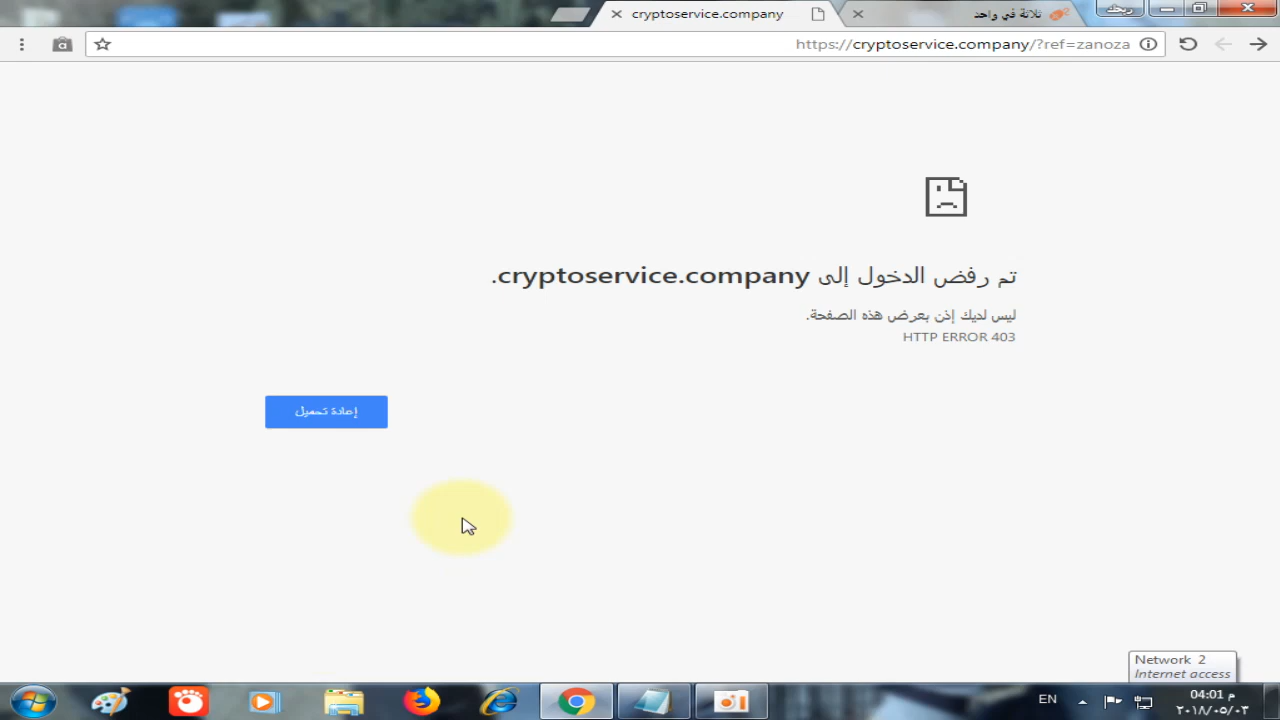 ربحك
ثلاثة في واحد
cryptoservice.company
https://cryptoservice.company/?ref=zanoza
تم رفض الدخول إلى cryptoservice.company.
ليس لديك إذن بعرض هذه الصفحة.
HTTP ERROR 403
إعادة تحميل
Network 2
Internet access
EN
04:01 م
٢٠١٨/٠٥/٠٣